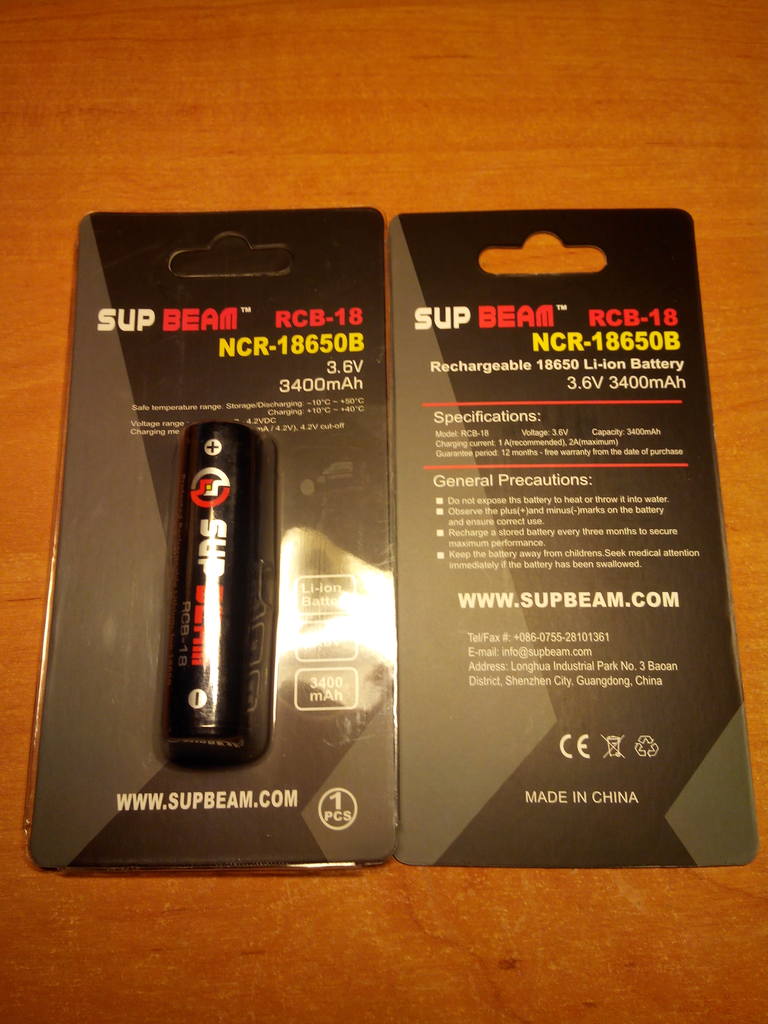 SUP BEAM™ RCB-18
NCR-18650B
3.6V
3400mAh
Safe temperature range: Storage/Discharging: -10°C ~ +50°C
Charging: +10°C ~ +40°C
Voltage range
4.2VDC
Charging
/ 4.2V), 4.2V cut-off
+
SUP BEAM
RCB-18
Li-ion
3400
mAh
WWW.SUPBEAM.COM
1
PCS
SUP BEAM™ RCB-18
NCR-18650B
Rechargeable 18650 Li-ion Battery
3.6V 3400mAh
Specifications:
Model: RCB-18 Voltage: 3.6V Capacity: 3400mAh
Charging current: 1 A(recommended), 2A(maximum)
Guarantee period: 12 months - free warranty from the date of purchase
General Precautions:
■ Do not expose ths battery to heat or throw it into water.
■ Observe the plus(+)and minus(-)marks on the battery
and ensure correct use.
■ Recharge a stored battery every three months to secure
maximum performance.
■ Keep the battery away from childrens.Seek medical attention
immediately if the battery has been swallowed.
WWW.SUPBEAM.COM
Tel/Fax #: +086-0755-28101361
E-mail: info@supbeam.com
Address: Longhua Industrial Park No. 3 Baoan
District, Shenzhen City. Guangdong, China
CE
MADE IN CHINA